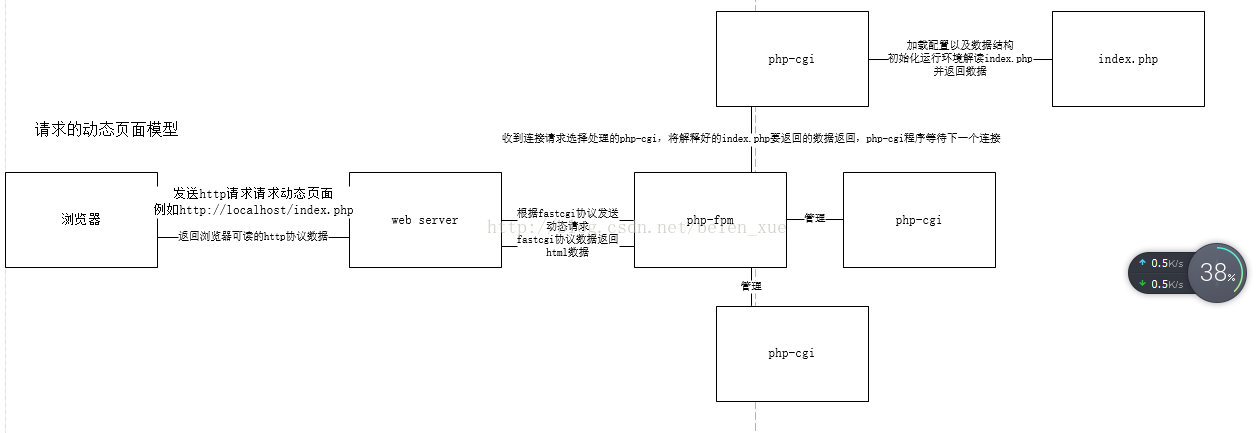 php-cgi
加载配置以及数据结构
初始化运行环境解读index.php
并返回数据
index.php
请求的动态页面模型
收到连接请求选择处理的php-cgi，将解释好的index.php要返回的数据返回，php-cgi程序等待下一个连接
浏览器
发送http请求请求动态页面
例如http://localhost/index.php
返回浏览器可读的http协议数据
web server
根据fastcgi协议发送
动态请求
fastcgi协议数据返回
html数据
php-fpm
管理
php-cgi
管理
php-cgi
0.5K/s
0.5K/s
38%